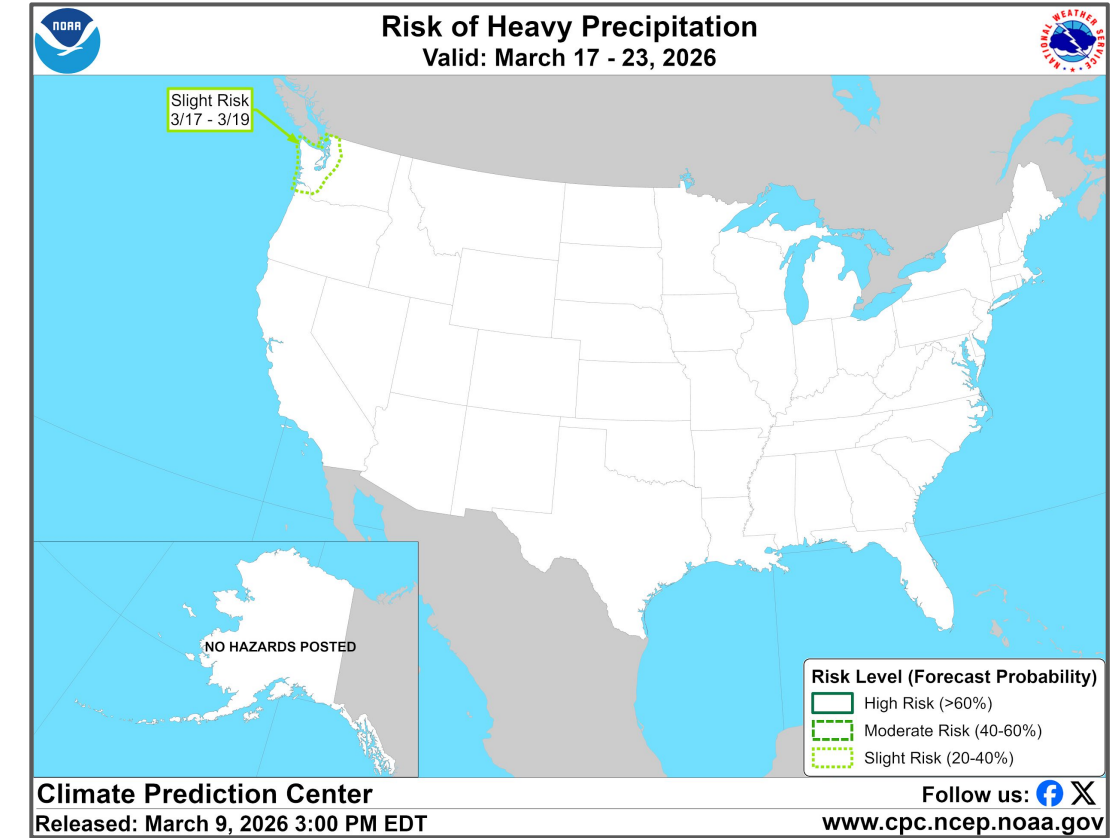 NOAA
Risk of Heavy Precipitation
Valid: March 17 - 23, 2026
NATIONAL WEATHER SERVICE
Slight Risk
3/17 - 3/19
NO HAZARDS POSTED
Risk Level (Forecast Probability)
High Risk (>60%)
Moderate Risk (40-60%)
Slight Risk (20-40%)
Climate Prediction Center
Follow us:
Released: March 9, 2026 3:00 PM EDT
www.cpc.ncep.noaa.gov